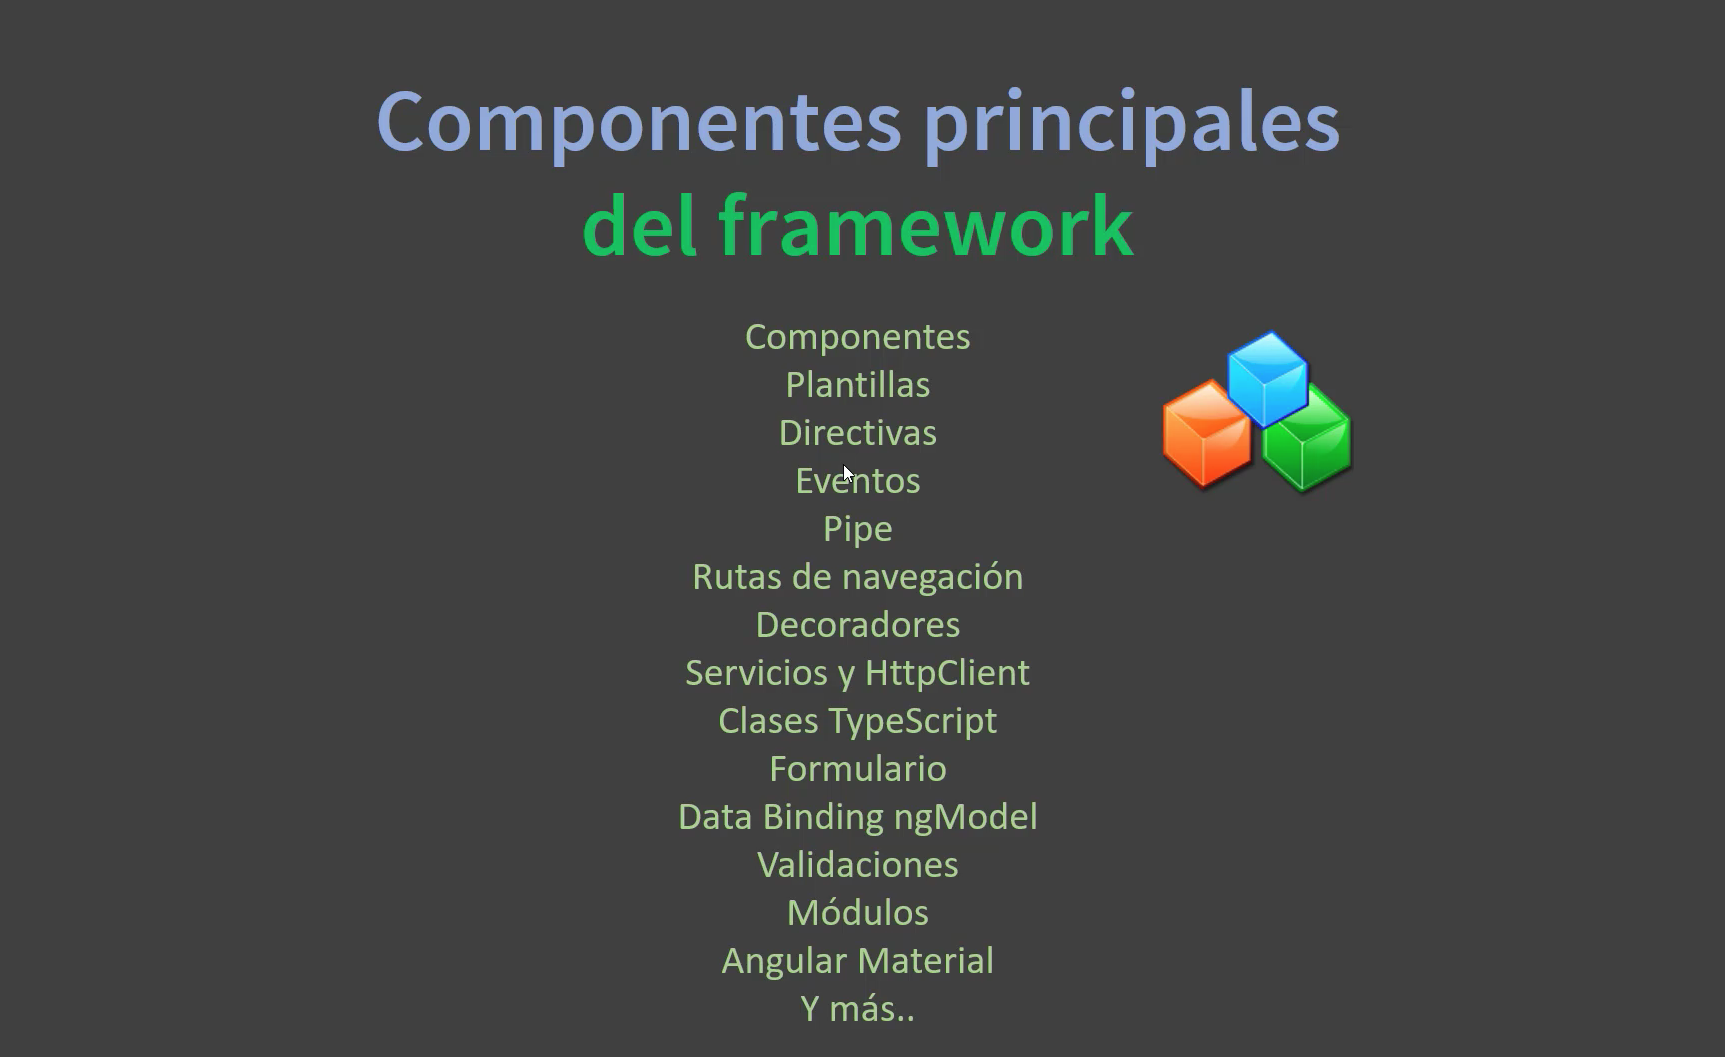 Componentes principales
del framework
Componentes
Plantillas
Directivas
Eventos
Pipe
Rutas de navegación
Decoradores
Servicios y HttpClient
Clases TypeScript
Formulario
Data Binding ngModel
Validaciones
Módulos
Angular Material
Y más..